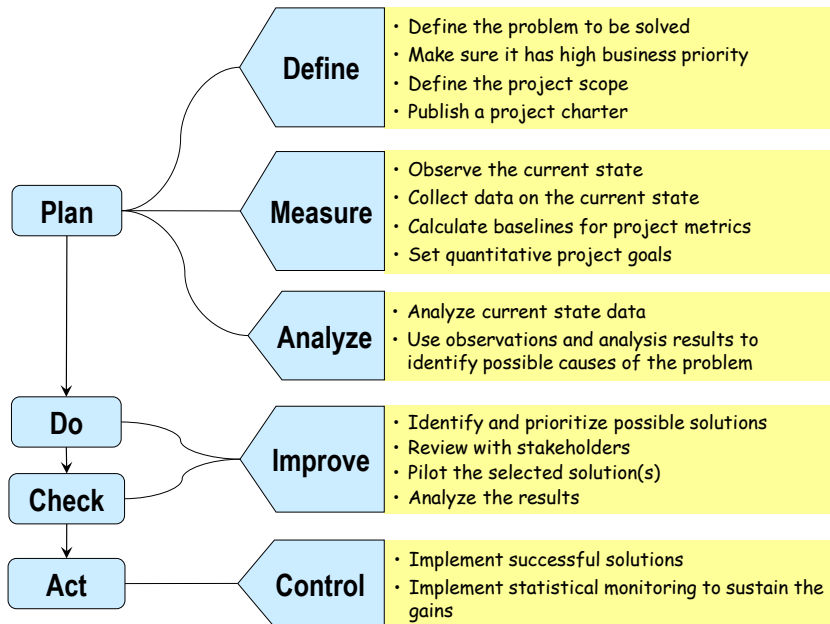 Define
• Define the problem to be solved
• Make sure it has high business priority
• Define the project scope
• Publish a project charter
Plan
Measure
• Observe the current state
• Collect data on the current state
• Calculate baselines for project metrics
• Set quantitative project goals
Analyze
• Analyze current state data
• Use observations and analysis results to
identify possible causes of the problem
Do
Check
Improve
• Identify and prioritize possible solutions
• Review with stakeholders
• Pilot the selected solution(s)
• Analyze the results
Act
Control
• Implement successful solutions
• Implement statistical monitoring to sustain the
gains